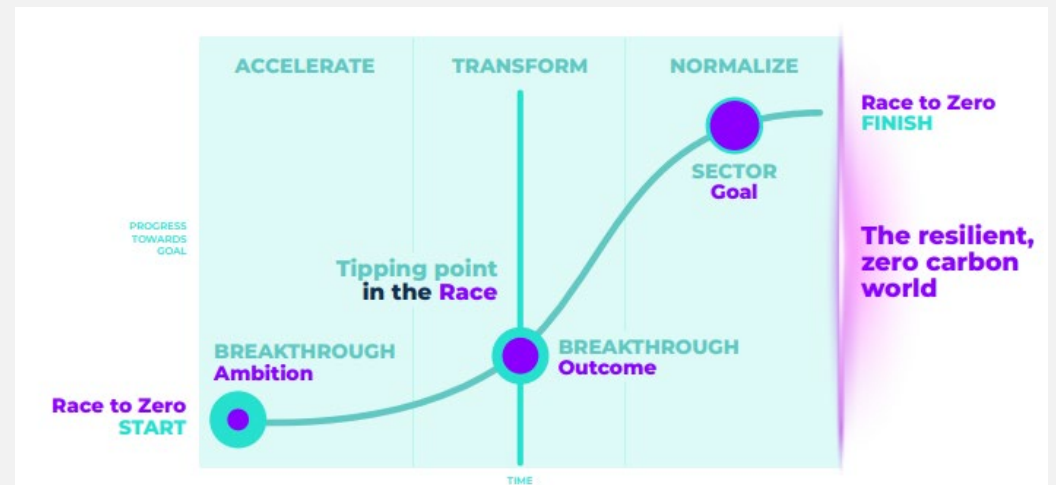 ACCELERATE
TRANSFORM
NORMALIZE
Race to Zero
FINISH
SECTOR
Goal
PROGRESS
TOWARDS
GOAL
The resilient,
zero carbon
world
Tipping point
in the Race
BREAKTHROUGH
Ambition
BREAKTHROUGH
Outcome
Race to Zero
START
TIME